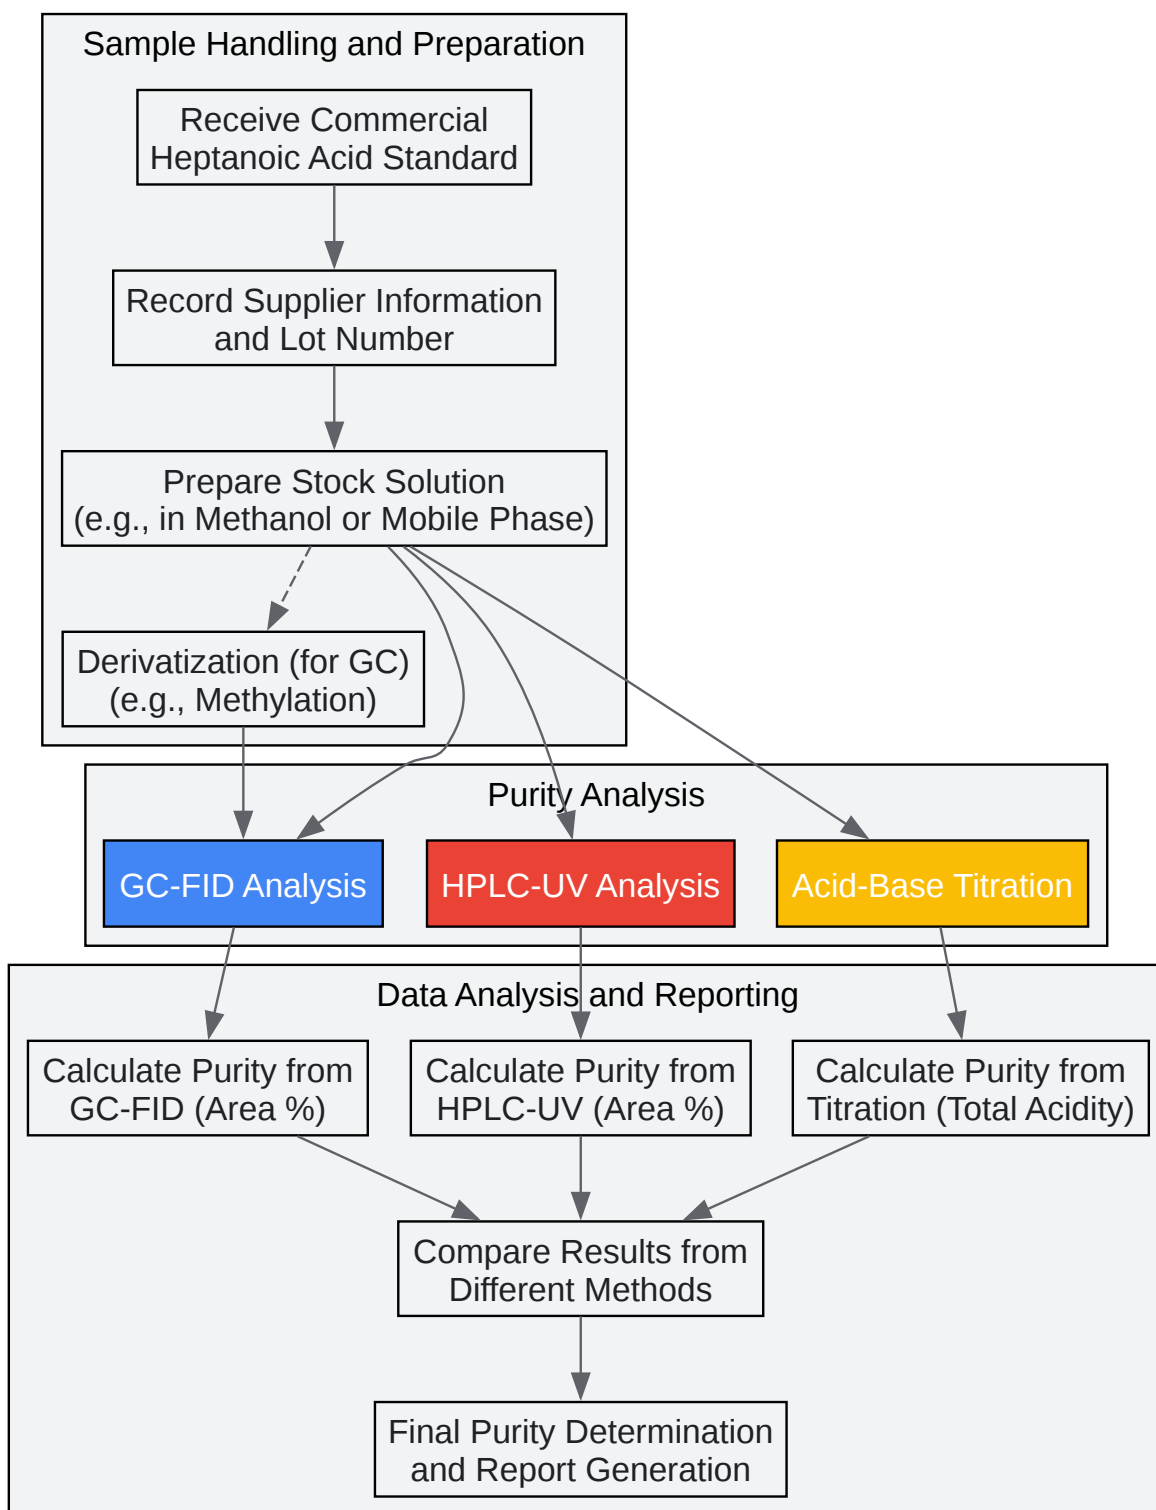 Sample Handling and Preparation
Receive Commercial
Heptanoic Acid Standard
Record Supplier Information
and Lot Number
Prepare Stock Solution
(e.g., in Methanol or Mobile Phase)
Derivatization (for GC)
(e.g., Methylation)
Purity Analysis
GC-FID Analysis
HPLC-UV Analysis
Acid-Base Titration
Data Analysis and Reporting
Calculate Purity from
GC-FID (Area %)
Calculate Purity from
HPLC-UV (Area %)
Calculate Purity from
Titration (Total Acidity)
Compare Results from
Different Methods
Final Purity Determination
and Report Generation